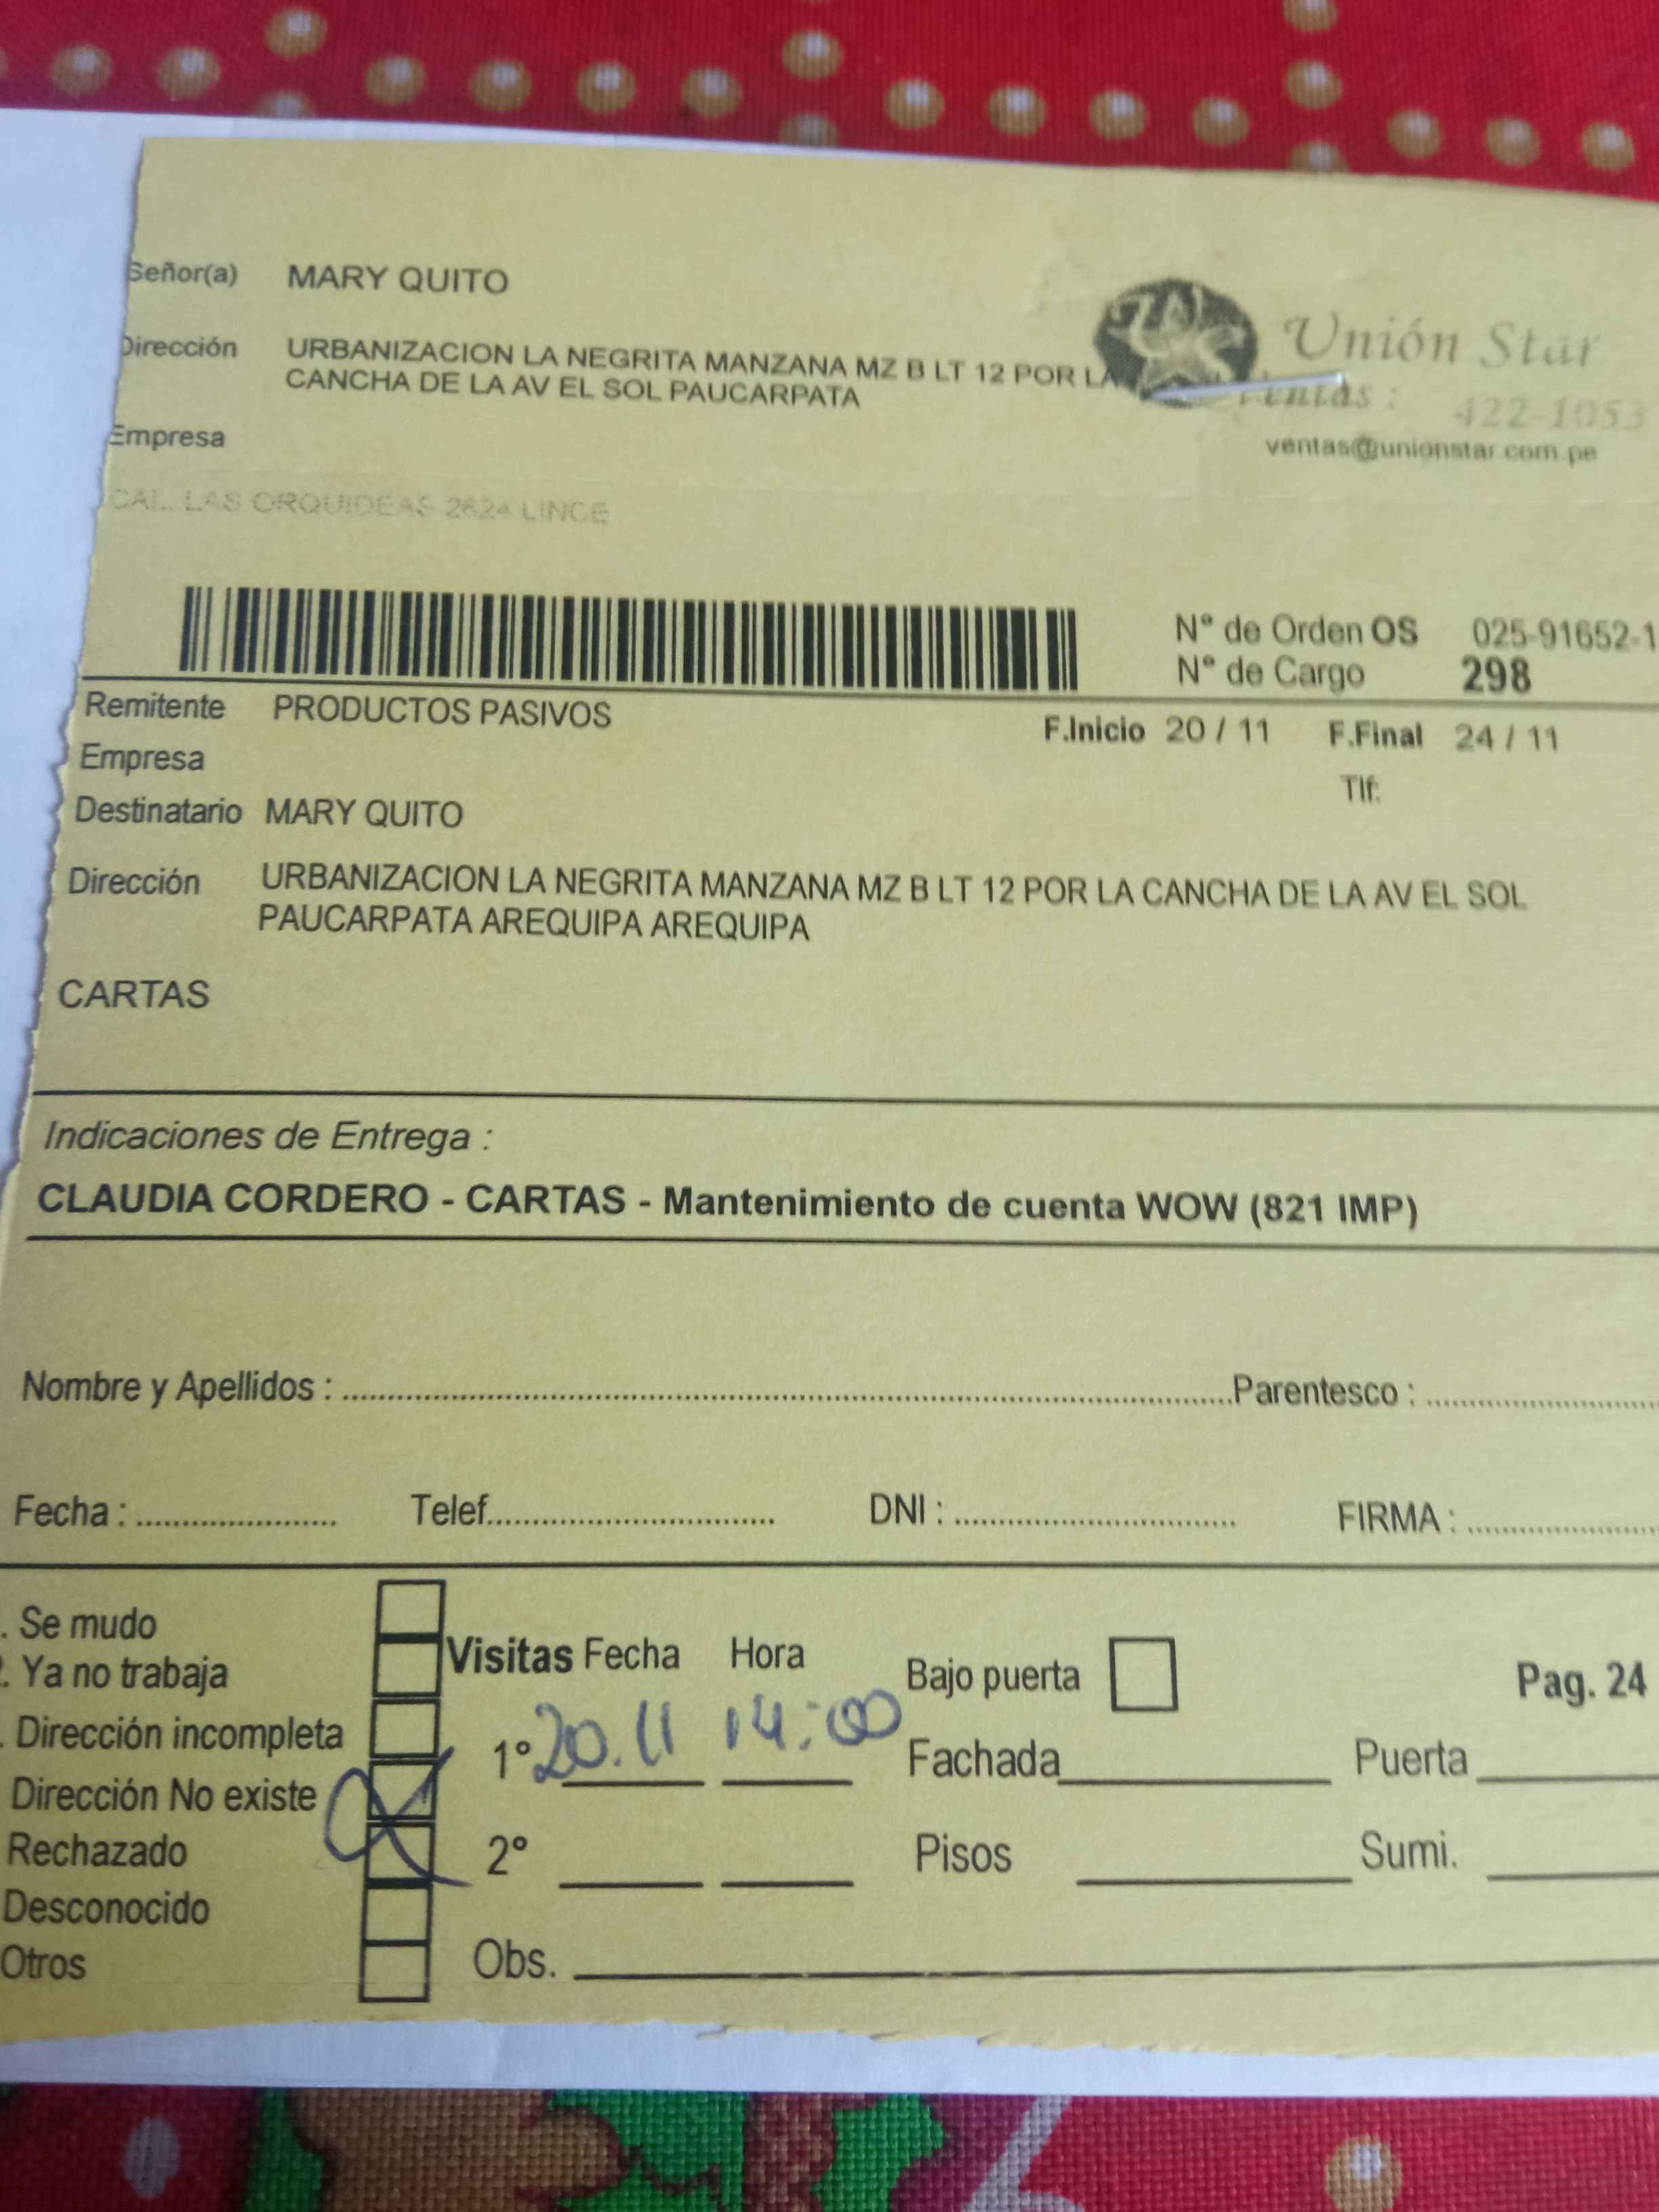 Señor(a) MARY QUITO
Dirección URBANIZACION LA NEGRITA MANZANA MZ B LT 12 POR LA
CANCHA DE LA AV EL SOL PAUCARPATA
Unión Star
Ventas : 422-1053
ventas@unionstar.com.pe
Empresa
CAL. LAS ORQUIDEAS 2624 LINCE
N° de Orden OS 025-91652-1
N° de Cargo 298
Remitente PRODUCTOS PASIVOS
F.Inicio 20 / 11 F.Final 24 / 11
Empresa
Tlf:
Destinatario MARY QUITO
Dirección URBANIZACION LA NEGRITA MANZANA MZ B LT 12 POR LA CANCHA DE LA AV EL SOL
PAUCARPATA AREQUIPA AREQUIPA
CARTAS
Indicaciones de Entrega :
CLAUDIA CORDERO - CARTAS - Mantenimiento de cuenta WOW (821 IMP)
Nombre y Apellidos : Parentesco :
Fecha : Telef. DNI : FIRMA :
. Se mudo
. Ya no trabaja
. Dirección incompleta
Dirección No existe
Rechazado
Desconocido
Otros
Visitas Fecha Hora
1° 20.11 14:00
2°
Obs.
Bajo puerta
Pag. 24
Fachada Puerta
Pisos Sumi.